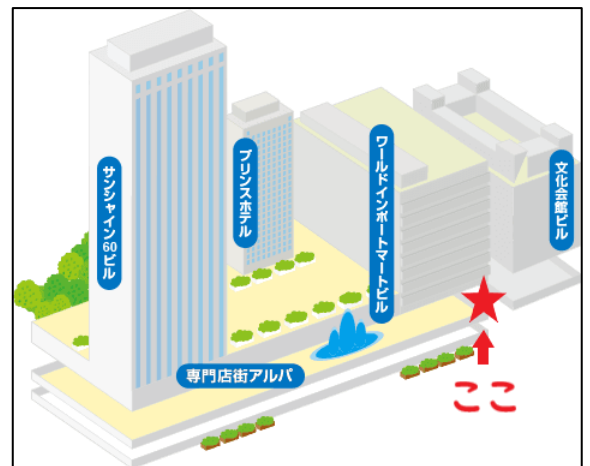 サンシャイン60ビル
プリンスホテル
ワールドインポートマートビル
文化会館ビル
専門店街アルパ
ここ